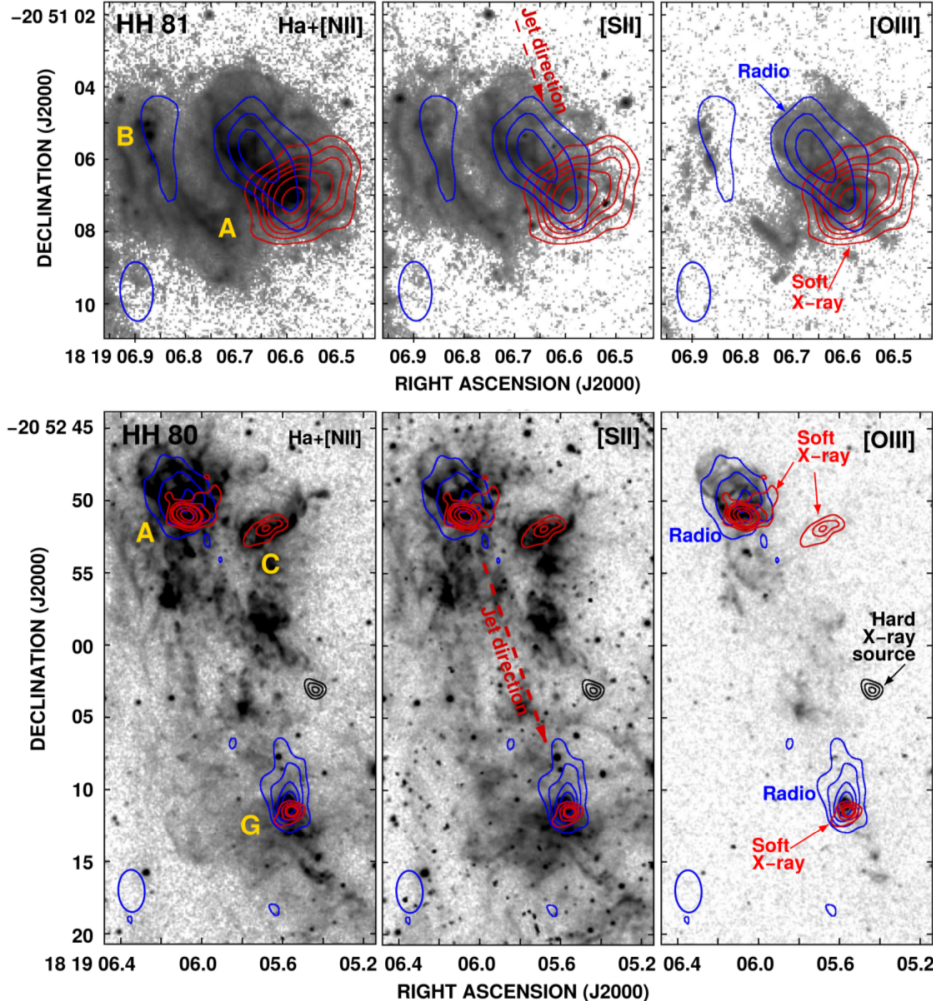 HH 81
Ha+[NII]
[SII]
[OIII]
Jet direction
Radio
B
A
Soft
X-ray
-20 51 02
04
06
08
10
DECLINATION (J2000)
18 19 06.9 06.8 06.7 06.6 06.5
06.9 06.8 06.7 06.6 06.5
06.9 06.8 06.7 06.6 06.5
RIGHT ASCENSION (J2000)
HH 80
Ha+[NII]
[SII]
[OIII]
Soft
X-ray
A
C
Radio
Jet direction
Hard
X-ray
source
G
Radio
Soft
X-ray
-20 52 45
50
55
00
05
10
15
20
DECLINATION (J2000)
18 19 06.4 06.0 05.6 05.2
06.4 06.0 05.6 05.2
06.4 06.0 05.6 05.2
RIGHT ASCENSION (J2000)